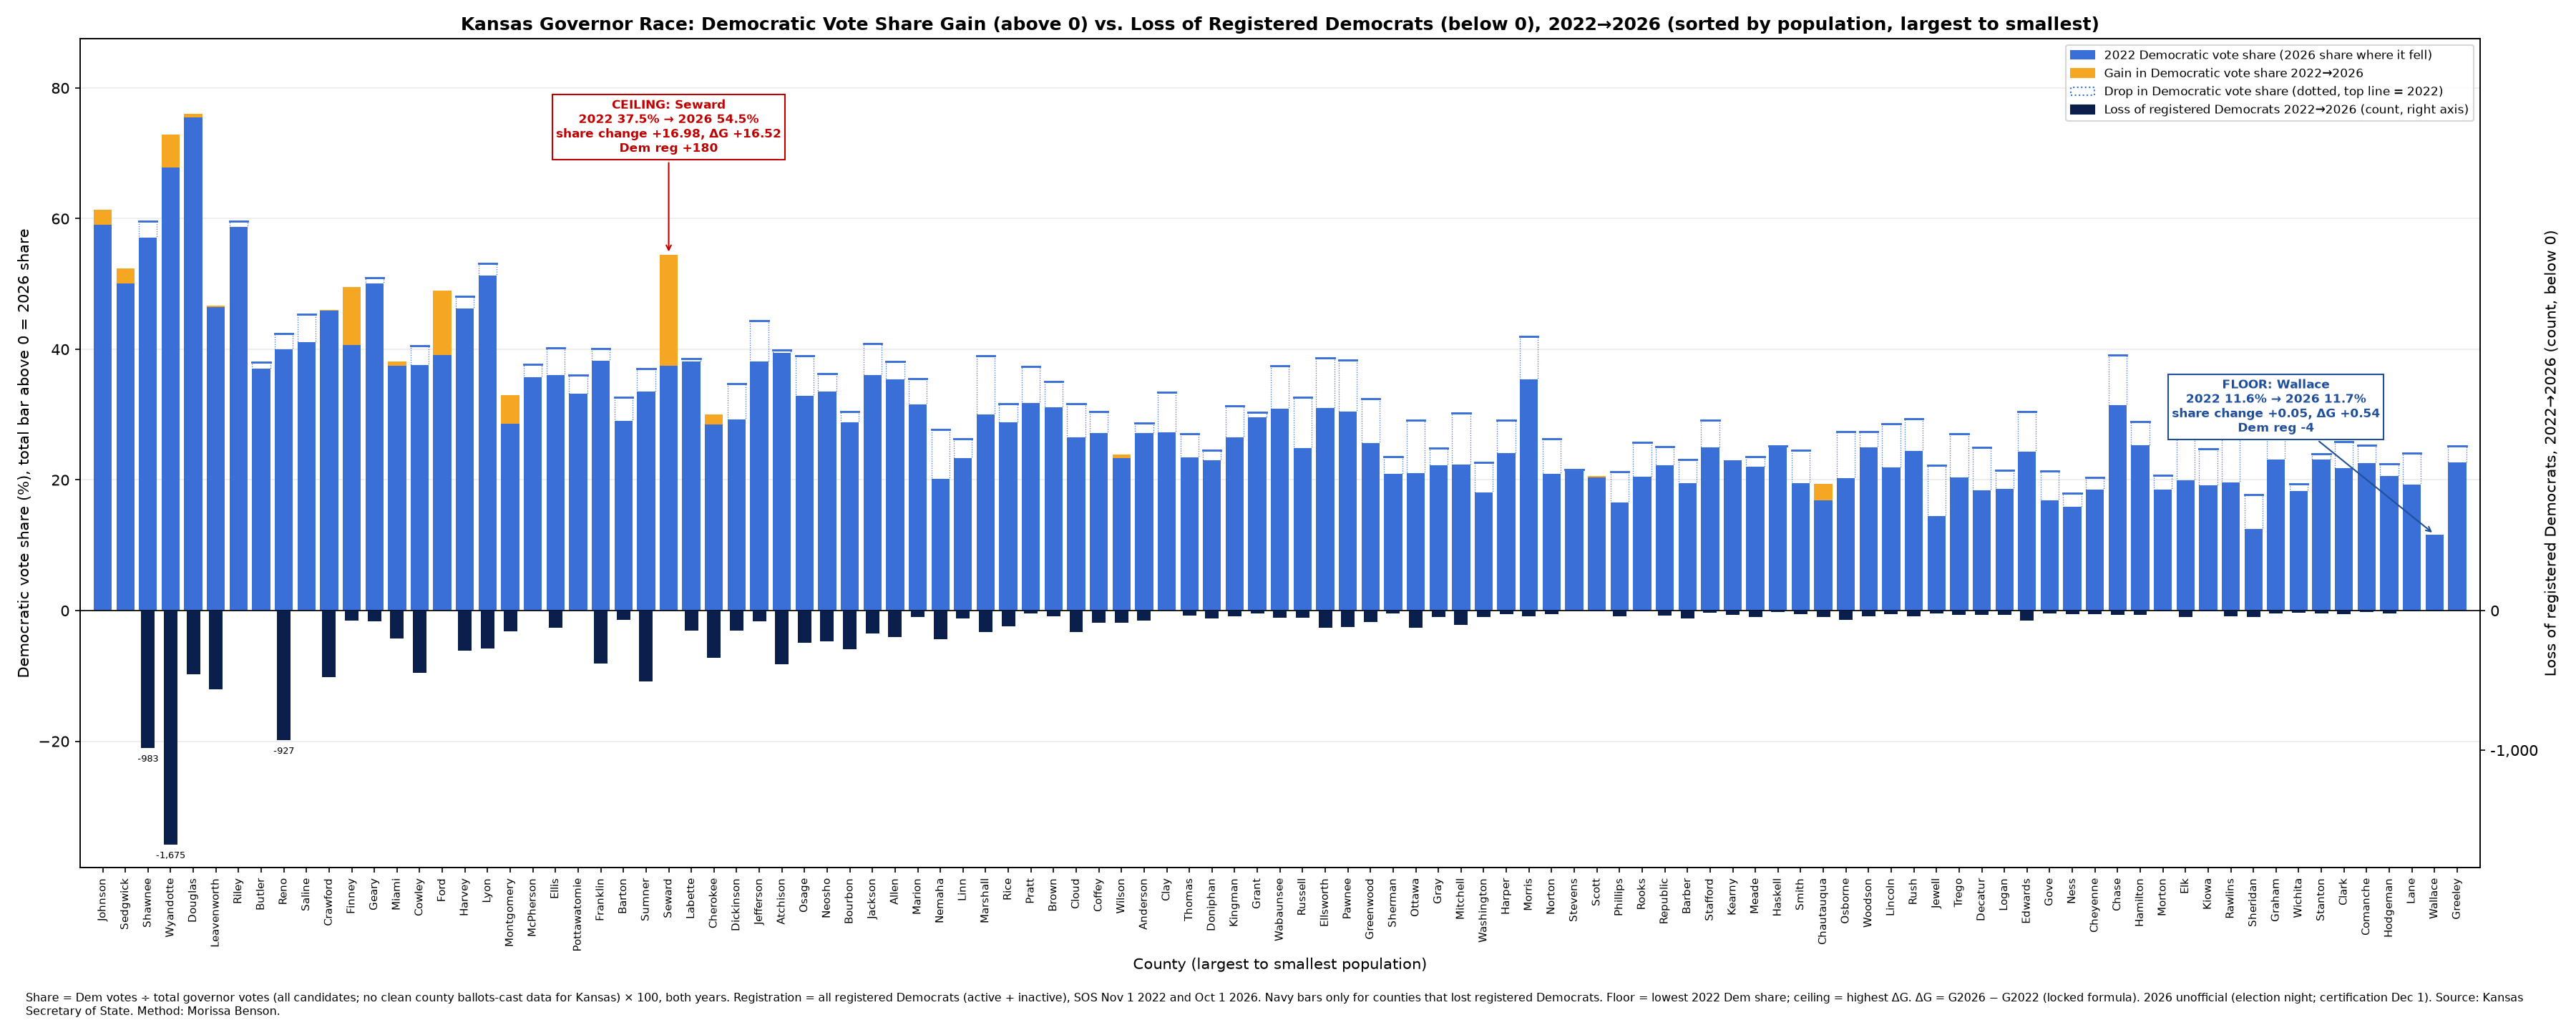 Kansas Governor Race: Democratic Vote Share Gain (above 0) vs. Loss of Registered Democrats (below 0), 2022→2026 (sorted by population, largest to smallest)
2022 Democratic vote share (2026 share where it fell)
Gain in Democratic vote share 2022→2026
Drop in Democratic vote share (dotted, top line = 2022)
Loss of registered Democrats 2022→2026 (count, right axis)
CEILING: Seward
2022 37.5% → 2026 54.5%
share change +16.98, ΔG +16.52
Dem reg +180
FLOOR: Wallace
2022 11.6% → 2026 11.7%
share change +0.05, ΔG +0.54
Dem reg -4
Democratic vote share (%), total bar above 0 = 2026 share
80
60
40
20
0
−20
Loss of registered Democrats, 2022→2026 (count, below 0)
0
-1,000
-983
-1,675
-927
Johnson
Sedgwick
Shawnee
Wyandotte
Douglas
Leavenworth
Riley
Butler
Reno
Saline
Crawford
Finney
Geary
Miami
Cowley
Ford
Harvey
Lyon
Montgomery
McPherson
Ellis
Pottawatomie
Franklin
Barton
Sumner
Seward
Labette
Cherokee
Dickinson
Jefferson
Atchison
Osage
Neosho
Bourbon
Jackson
Allen
Marion
Nemaha
Linn
Marshall
Rice
Pratt
Brown
Cloud
Coffey
Wilson
Anderson
Clay
Thomas
Doniphan
Kingman
Grant
Wabaunsee
Russell
Ellsworth
Pawnee
Greenwood
Sherman
Ottawa
Gray
Mitchell
Washington
Harper
Morris
Norton
Stevens
Scott
Phillips
Rooks
Republic
Barber
Stafford
Kearny
Meade
Haskell
Smith
Chautauqua
Osborne
Woodson
Lincoln
Rush
Jewell
Trego
Decatur
Logan
Edwards
Gove
Ness
Cheyenne
Chase
Hamilton
Morton
Elk
Kiowa
Rawlins
Sheridan
Graham
Wichita
Stanton
Clark
Comanche
Hodgeman
Lane
Wallace
Greeley
County (largest to smallest population)
Share = Dem votes ÷ total governor votes (all candidates; no clean county ballots-cast data for Kansas) × 100, both years. Registration = all registered Democrats (active + inactive), SOS Nov 1 2022 and Oct 1 2026. Navy bars only for counties that lost registered Democrats. Floor = lowest 2022 Dem share; ceiling = highest ΔG. ΔG = G2026 − G2022 (locked formula). 2026 unofficial (election night; certification Dec 1). Source: Kansas
Secretary of State. Method: Morissa Benson.